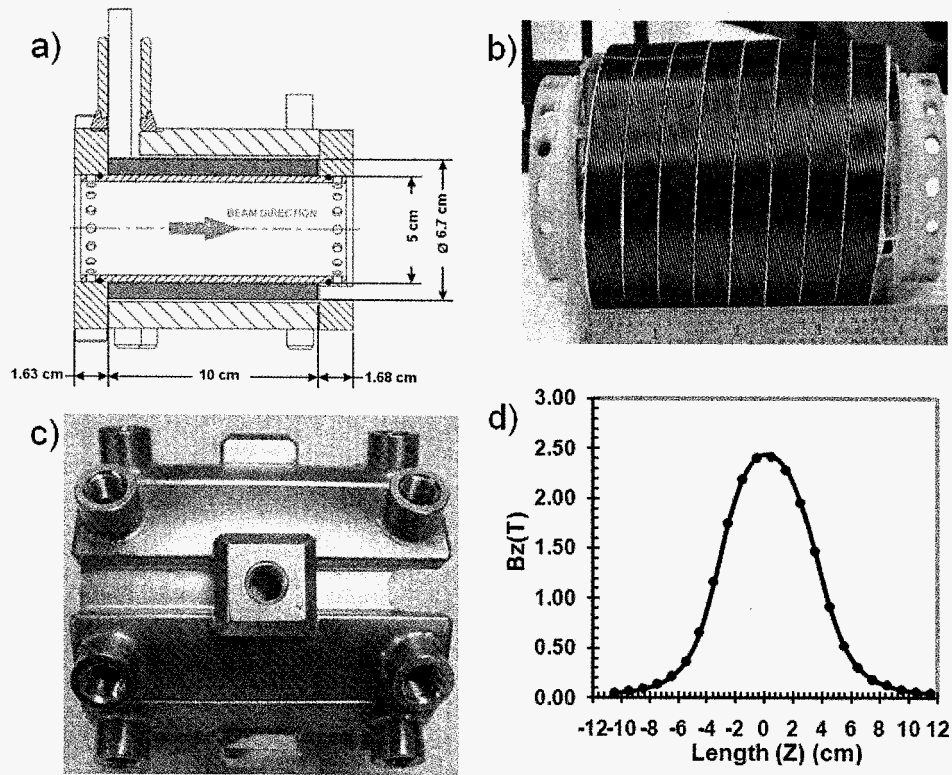 a)
BEAM DIRECTION
5 cm
Ø 6.7 cm
1.63 cm
10 cm
1.68 cm
b)
c)
d)
3.00
2.50
2.00
1.50
1.00
0.50
0.00
Bz(T)
-12 -10 -8 -6 -4 -2 0 2 4 6 8 10 12
Length (Z) (cm)